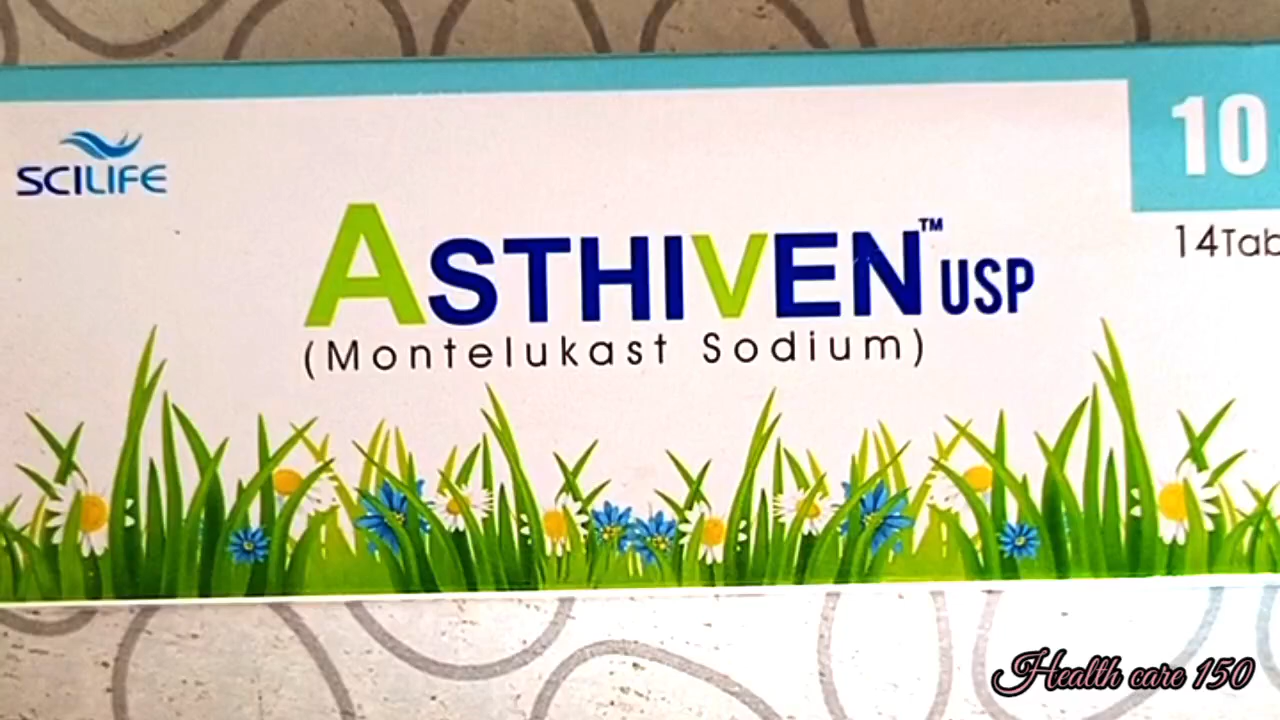 SCILIFE
10
14Tab
ASTHIVEN™ USP
(Montelukast Sodium)
Health care 150